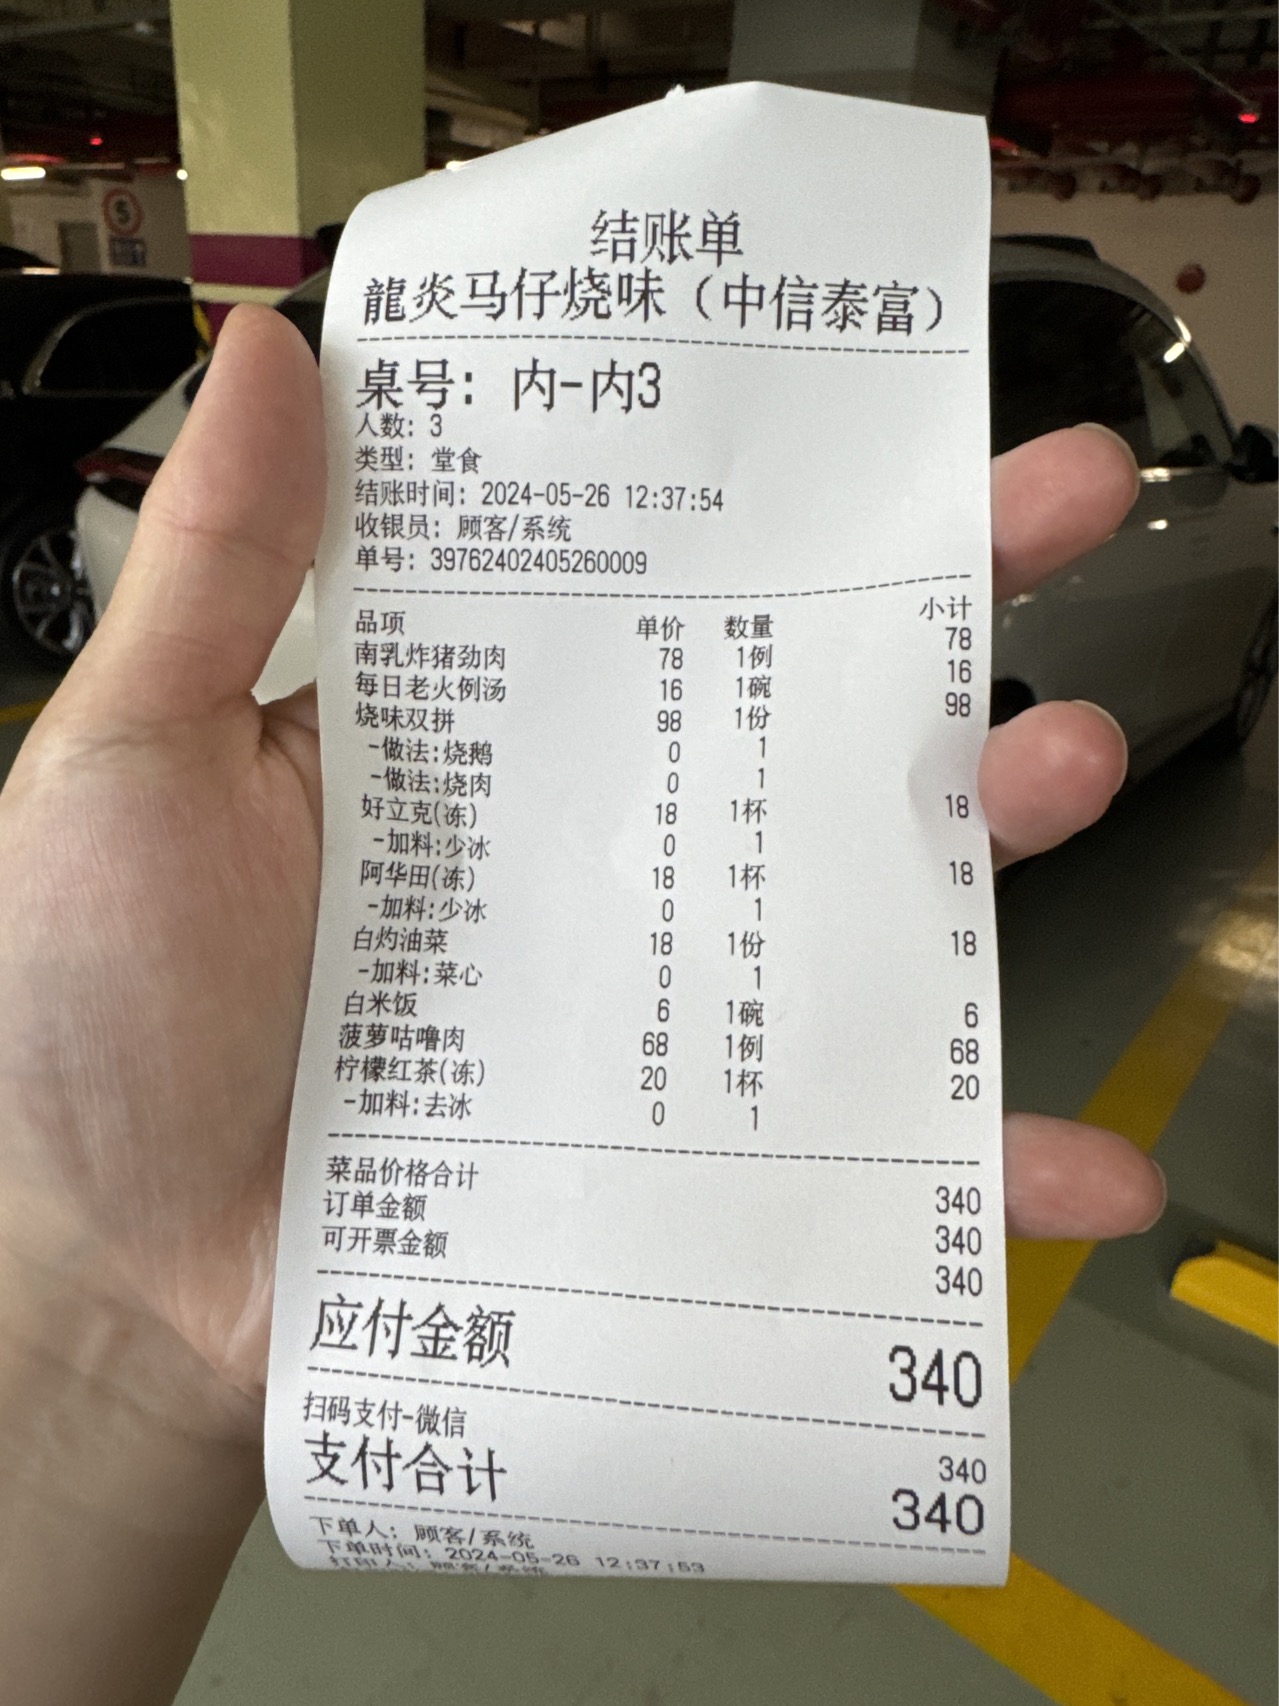 结账单
龍炎马仔烧味（中信泰富）
桌号: 内-内3
人数: 3
类型: 堂食
结账时间: 2024-05-26 12:37:54
收银员: 顾客/系统
单号: 39762402405260009
品项 单价 数量 小计
南乳炸猪劲肉 78 1例 78
每日老火例汤 16 1碗 16
烧味双拼 98 1份 98
-做法:烧鹅 0 1
-做法:烧肉 0 1
好立克(冻) 18 1杯 18
-加料:少冰 0 1
阿华田(冻) 18 1杯 18
-加料:少冰 0 1
白灼油菜 18 1份 18
-加料:菜心 0 1
白米饭 6 1碗 6
菠萝咕噜肉 68 1例 68
柠檬红茶(冻) 20 1杯 20
-加料:去冰 0 1
菜品价格合计 340
订单金额 340
可开票金额 340
应付金额 340
扫码支付-微信 340
支付合计 340
下单人: 顾客/系统
下单时间: 2024-05-26 12:37:53
打印人: 顾客/系统